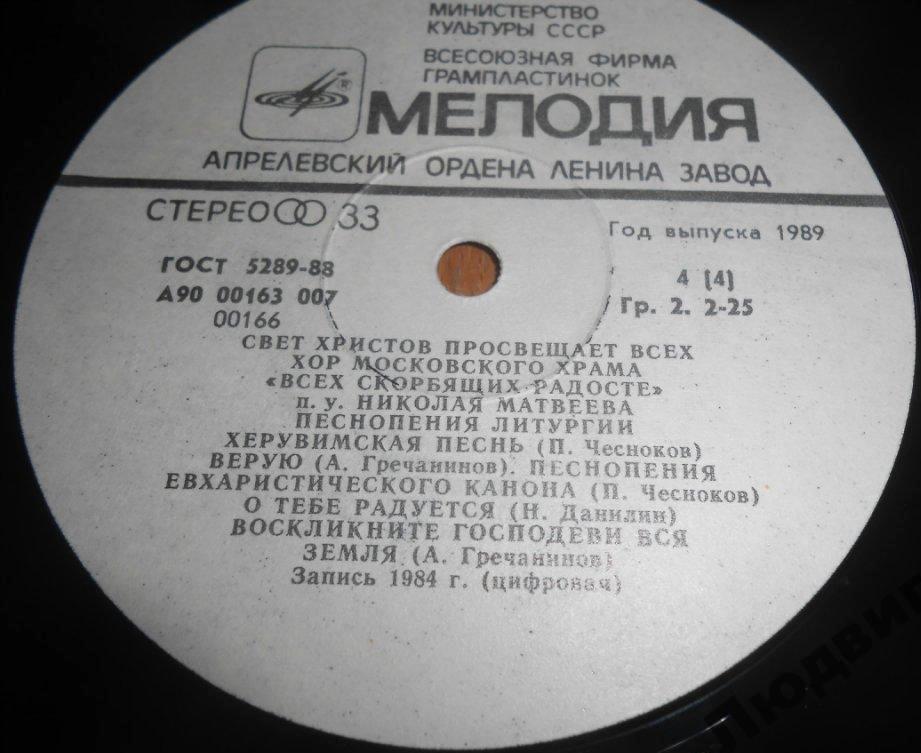 МИНИСТЕРСТВО
КУЛЬТУРЫ СССР
ВСЕСОЮЗНАЯ ФИРМА
ГРАМПЛАСТИНОК
®
МЕЛОДИЯ
АПРЕЛЕВСКИЙ ОРДЕНА ЛЕНИНА ЗАВОД
СТЕРЕО 33
Год выпуска 1989
ГОСТ 5289-88
4 (4)
А90 00163 007
Гр. 2. 2-25
00166
СВЕТ ХРИСТОВ ПРОСВЕЩАЕТ ВСЕХ
ХОР МОСКОВСКОГО ХРАМА
«ВСЕХ СКОРБЯЩИХ РАДОСТЕ»
п. у. НИКОЛАЯ МАТВЕЕВА
ПЕСНОПЕНИЯ ЛИТУРГИИ
ХЕРУВИМСКАЯ ПЕСНЬ (П. Чесноков)
ВЕРУЮ (А. Гречанинов). ПЕСНОПЕНИЯ
ЕВХАРИСТИЧЕСКОГО КАНОНА (П. Чесноков)
О ТЕБЕ РАДУЕТСЯ (Н. Данилин)
ВОСКЛИКНИТЕ ГОСПОДЕВИ ВСЯ
ЗЕМЛЯ (А. Гречанинов)
Запись 1984 г. (цифровая)